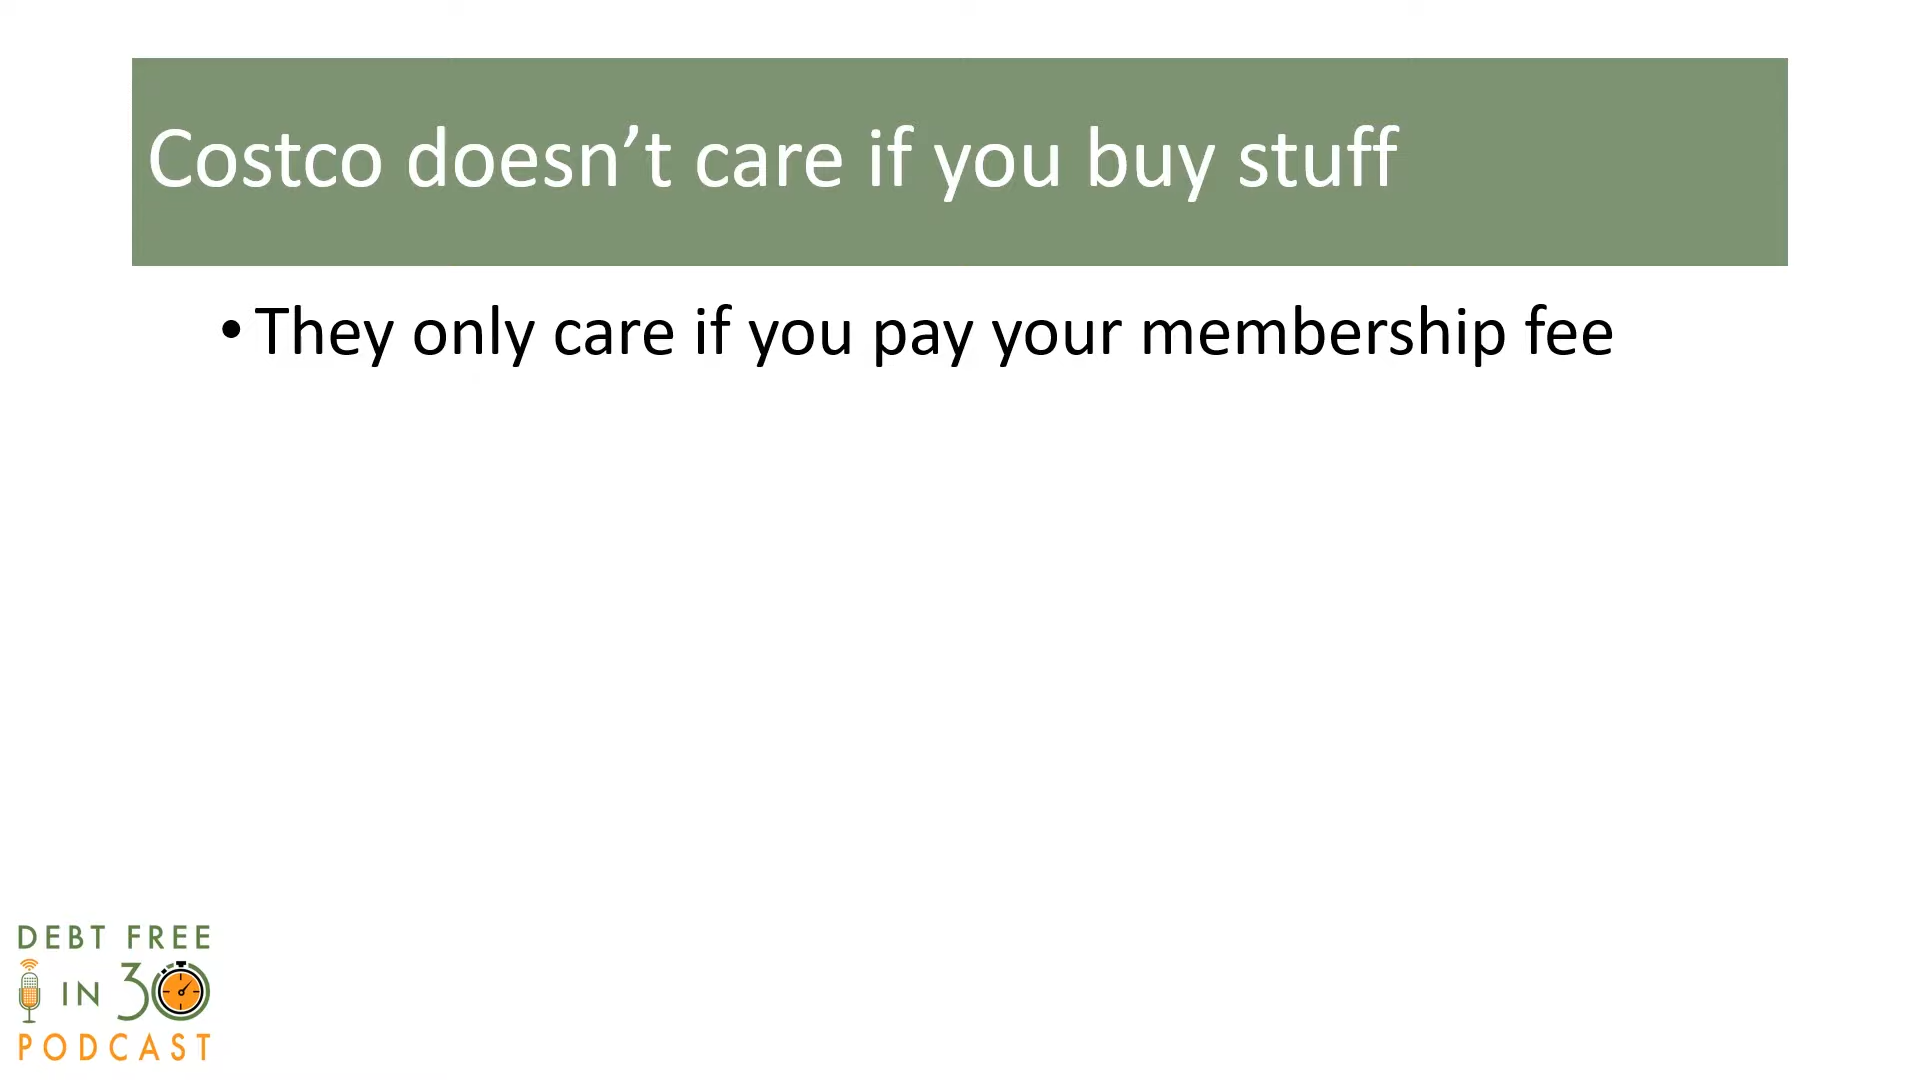 Costco doesn’t care if you buy stuff
• They only care if you pay your membership fee
DEBT FREE
IN 30
PODCAST